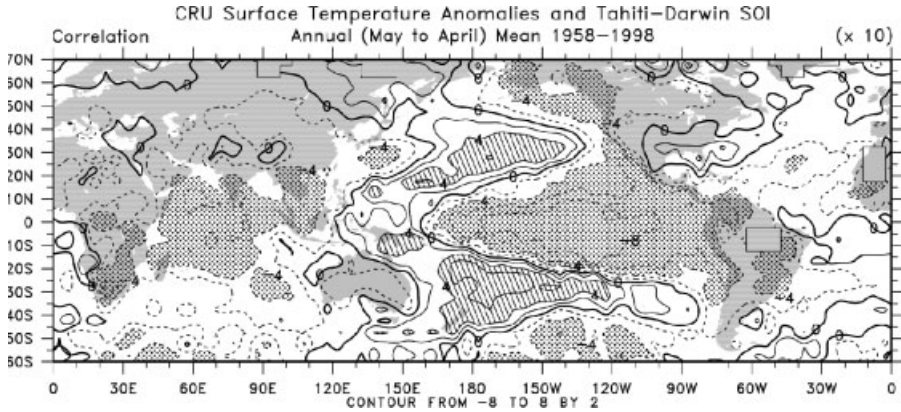 CRU Surface Temperature Anomalies and Tahiti-Darwin SOI
Correlation Annual (May to April) Mean 1958-1998 (x 10)
70N
60N
50N
40N
30N
20N
10N
0
10S
20S
30S
40S
50S
60S
0 30E 60E 90E 120E 150E 180 150W 120W 90W 60W 30W 0
CONTOUR FROM -8 TO 8 BY 2